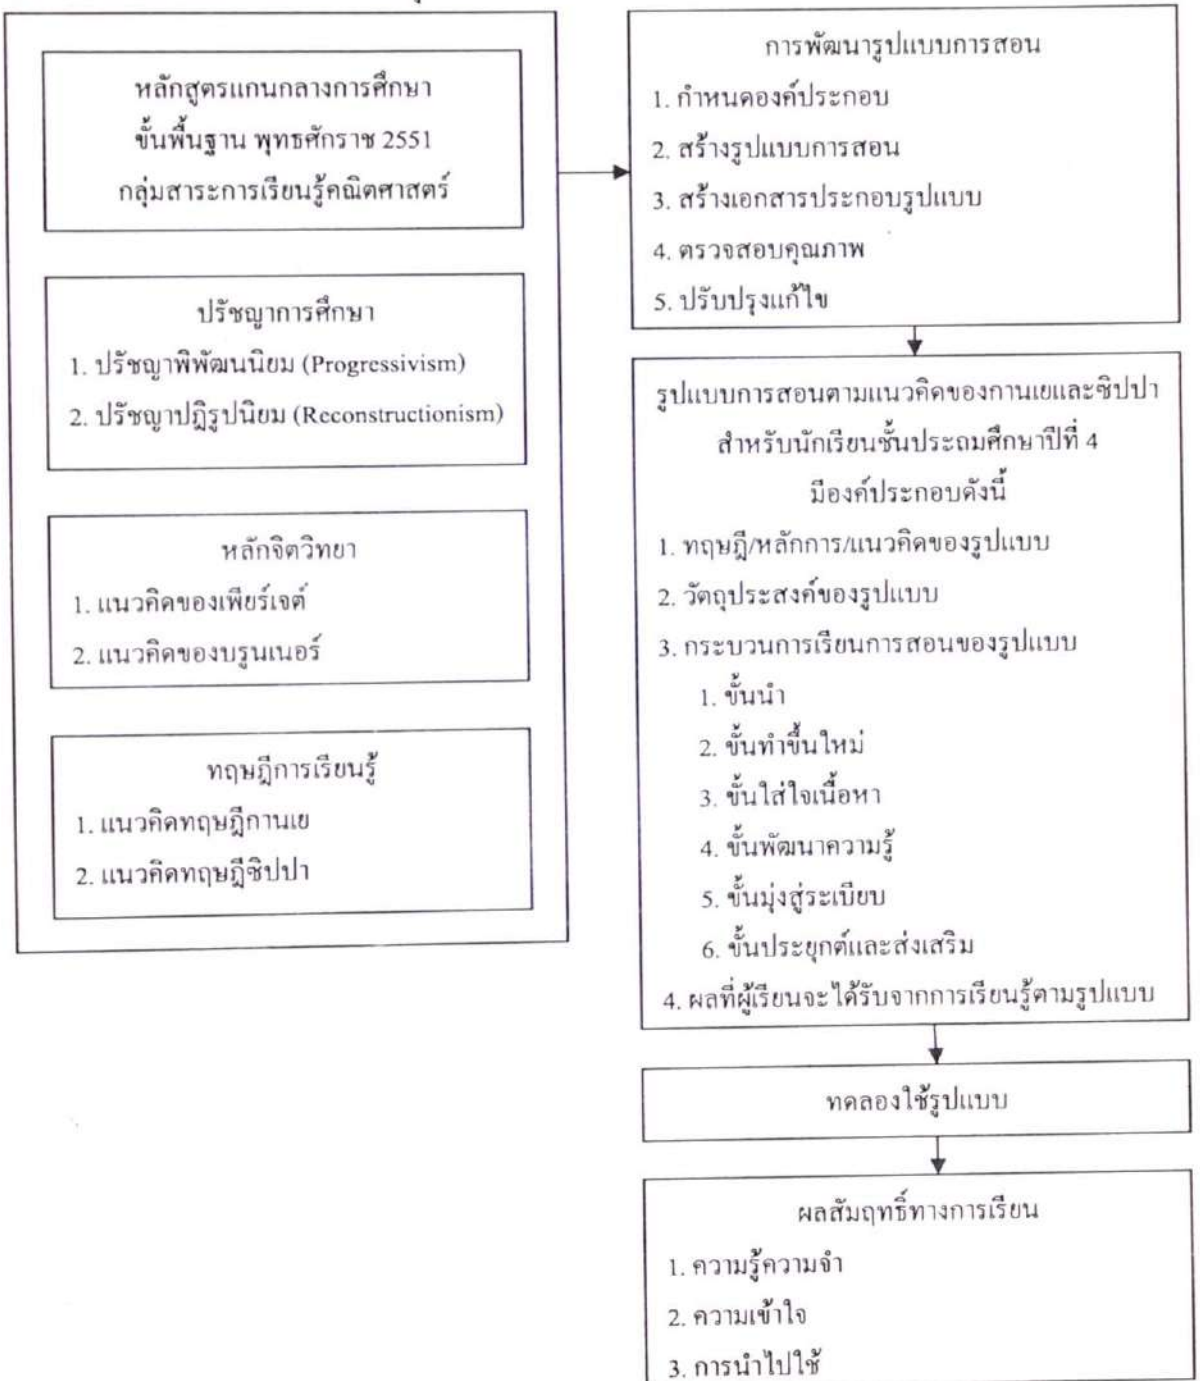 หลักสูตรแกนกลางการศึกษา
ขั้นพื้นฐาน พุทธศักราช 2551
กลุ่มสาระการเรียนรู้คณิตศาสตร์
ปรัชญาการศึกษา
1. ปรัชญาพิพัฒนนิยม (Progressivism)
2. ปรัชญาปฏิรูปนิยม (Reconstructionism)
หลักจิตวิทยา
1. แนวคิดของเพียร์เจต์
2. แนวคิดของบรูนเนอร์
ทฤษฎีการเรียนรู้
1. แนวคิดทฤษฎีกานเย
2. แนวคิดทฤษฎีซิปปา
การพัฒนารูปแบบการสอน
1. กำหนดองค์ประกอบ
2. สร้างรูปแบบการสอน
3. สร้างเอกสารประกอบรูปแบบ
4. ตรวจสอบคุณภาพ
5. ปรับปรุงแก้ไข
รูปแบบการสอนตามแนวคิดของกานเยและซิปปา
สำหรับนักเรียนชั้นประถมศึกษาปีที่ 4
มีองค์ประกอบดังนี้
1. ทฤษฎี/หลักการ/แนวคิดของรูปแบบ
2. วัตถุประสงค์ของรูปแบบ
3. กระบวนการเรียนการสอนของรูปแบบ
1. ขั้นนำ
2. ขั้นทำขึ้นใหม่
3. ขั้นใส่ใจเนื้อหา
4. ขั้นพัฒนาความรู้
5. ขั้นมุ่งสู่ระเบียบ
6. ขั้นประยุกต์และส่งเสริม
4. ผลที่ผู้เรียนจะได้รับจากการเรียนรู้ตามรูปแบบ
ทดลองใช้รูปแบบ
ผลสัมฤทธิ์ทางการเรียน
1. ความรู้ความจำ
2. ความเข้าใจ
3. การนำไปใช้